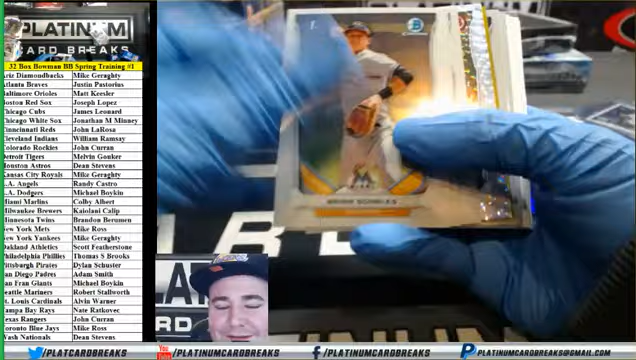 PLATINUM
CARD BREAKS
32 Box Bowman BB Spring Training #1
Ariz Diamondbacks Mike Geraghty
Atlanta Braves Justin Pastorius
Baltimore Orioles Matt Keesler
Boston Red Sox Joseph Lopez
Chicago Cubs James Leonard
Chicago White Sox Jonathan M Minney
Cincinnati Reds John LaRosa
Cleveland Indians William Ramsay
Colorado Rockies John Curran
Detroit Tigers Melvin Gonker
Houston Astros Dean Stevens
Kansas City Royals Mike Geraghty
L.A. Angels Randy Castro
L.A. Dodgers Michael Boykin
Miami Marlins Colby Albert
Milwaukee Brewers Kaiolani Calip
Minnesota Twins Brandon Berumen
New York Mets Mike Ross
New York Yankees Mike Geraghty
Oakland Athletics Scott Featherstone
Philadelphia Phillies Thomas S Brooks
Pittsburgh Pirates Dylan Schuster
San Diego Padres Adam Smith
San Fran Giants Michael Boykin
Seattle Mariners Robert Stallworth
St. Louis Cardinals Alvin Warner
Tampa Bay Rays Nate Ratkovec
Texas Rangers John Curran
Toronto Blue Jays Mike Ross
Wash Nationals Dean Stevens
/PLATCARDBREAKS
/PLATINUMCARDBREAKS
/PLATINUMCARDBREAKS
PLATINUMCARDBREAKS@GMAIL.COM